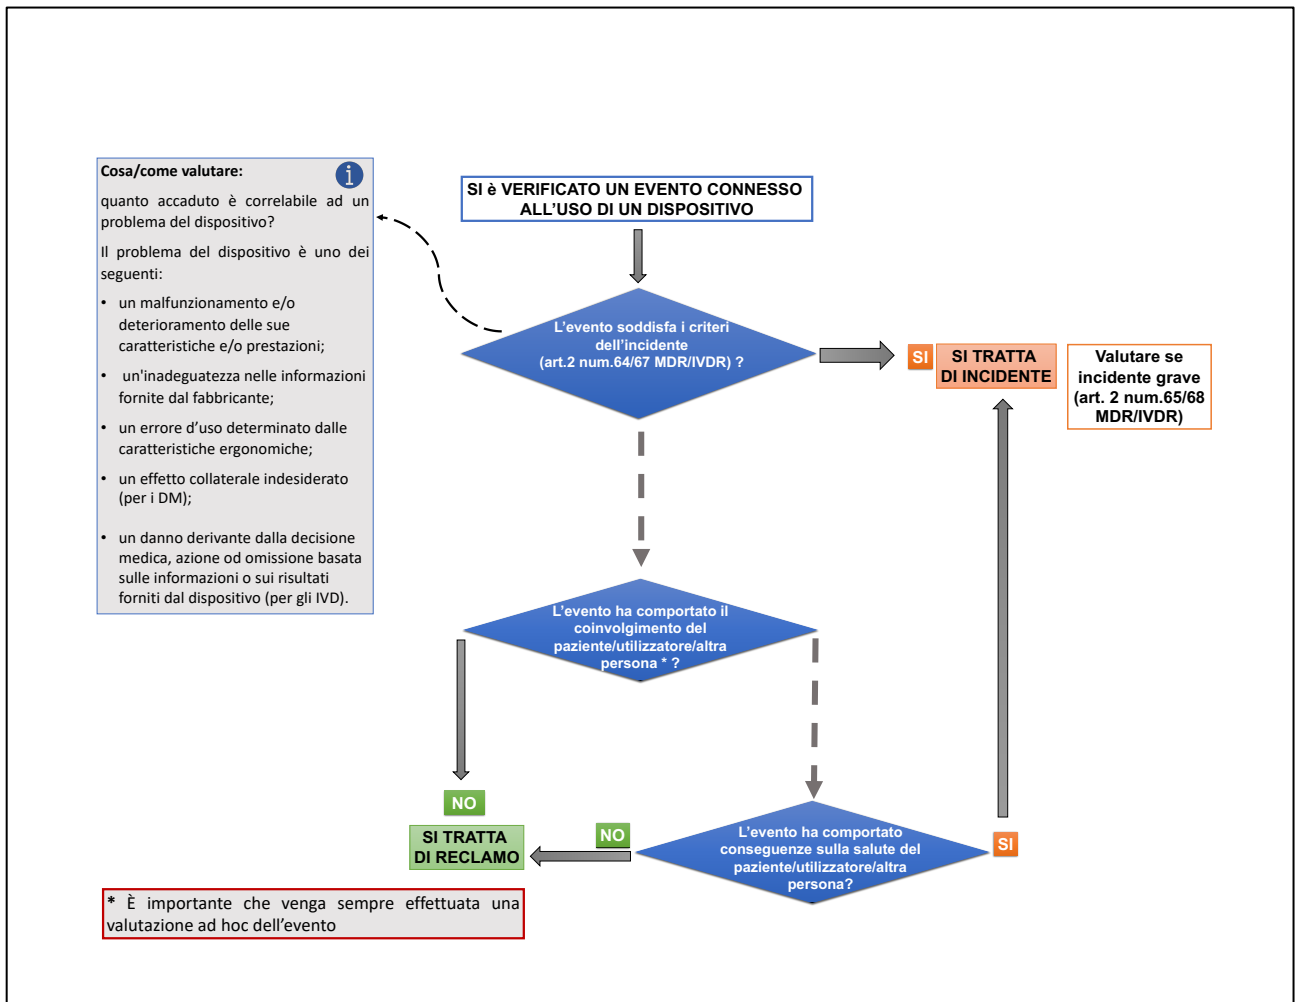 Cosa/come valutare:
quanto accaduto è correlabile ad un
problema del dispositivo?
Il problema del dispositivo è uno dei
seguenti:
• un malfunzionamento e/o
deterioramento delle sue
caratteristiche e/o prestazioni;
• un'inadeguatezza nelle informazioni
fornite dal fabbricante;
• un errore d’uso determinato dalle
caratteristiche ergonomiche;
• un effetto collaterale indesiderato
(per i DM);
• un danno derivante dalla decisione
medica, azione od omissione basata
sulle informazioni o sui risultati
forniti dal dispositivo (per gli IVD).
SI è VERIFICATO UN EVENTO CONNESSO
ALL’USO DI UN DISPOSITIVO
L’evento soddisfa i criteri
dell’incidente
(art.2 num.64/67 MDR/IVDR) ?
SI
SI TRATTA
DI INCIDENTE
Valutare se
incidente grave
(art. 2 num.65/68
MDR/IVDR)
L’evento ha comportato il
coinvolgimento del
paziente/utilizzatore/altra
persona * ?
NO
SI TRATTA
DI RECLAMO
NO
L’evento ha comportato
conseguenze sulla salute del
paziente/utilizzatore/altra
persona?
SI
* È importante che venga sempre effettuata una
valutazione ad hoc dell’evento